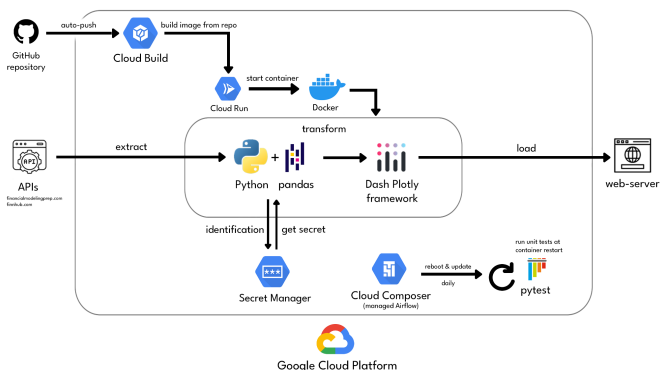 auto-push
build image from repo
GitHub
repository
Cloud Build
start container
Cloud Run
Docker
transform
extract
load
API
+
Python
pandas
Dash Plotly
framework
APIs
financialmodelingprep.com
finnhub.com
web-server
identification
get secret
run unit tests at
container restart
reboot & update
daily
Secret Manager
Cloud Composer
(managed Airflow)
pytest
Google Cloud Platform